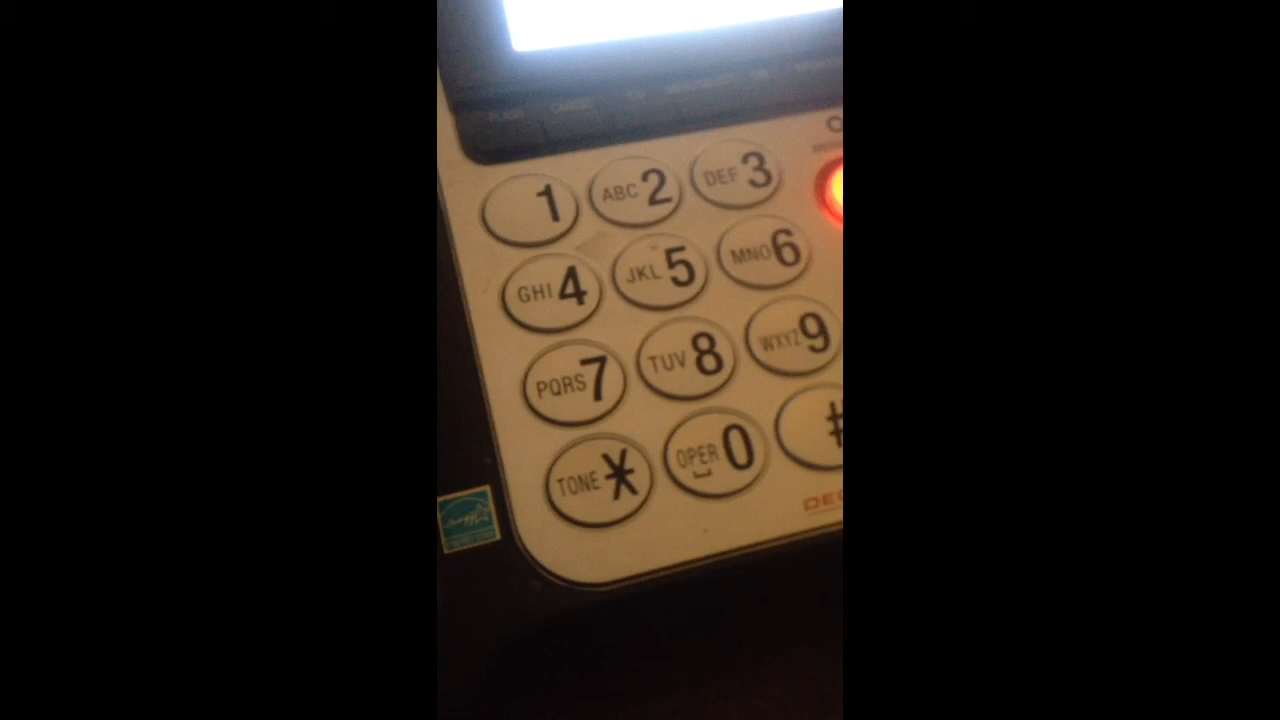 FLASH
1 ABC 2 DEF 3
GHI 4 JKL 5 MNO 6
PQRS 7 TUV 8 WXYZ 9
TONE * OPER 0 #